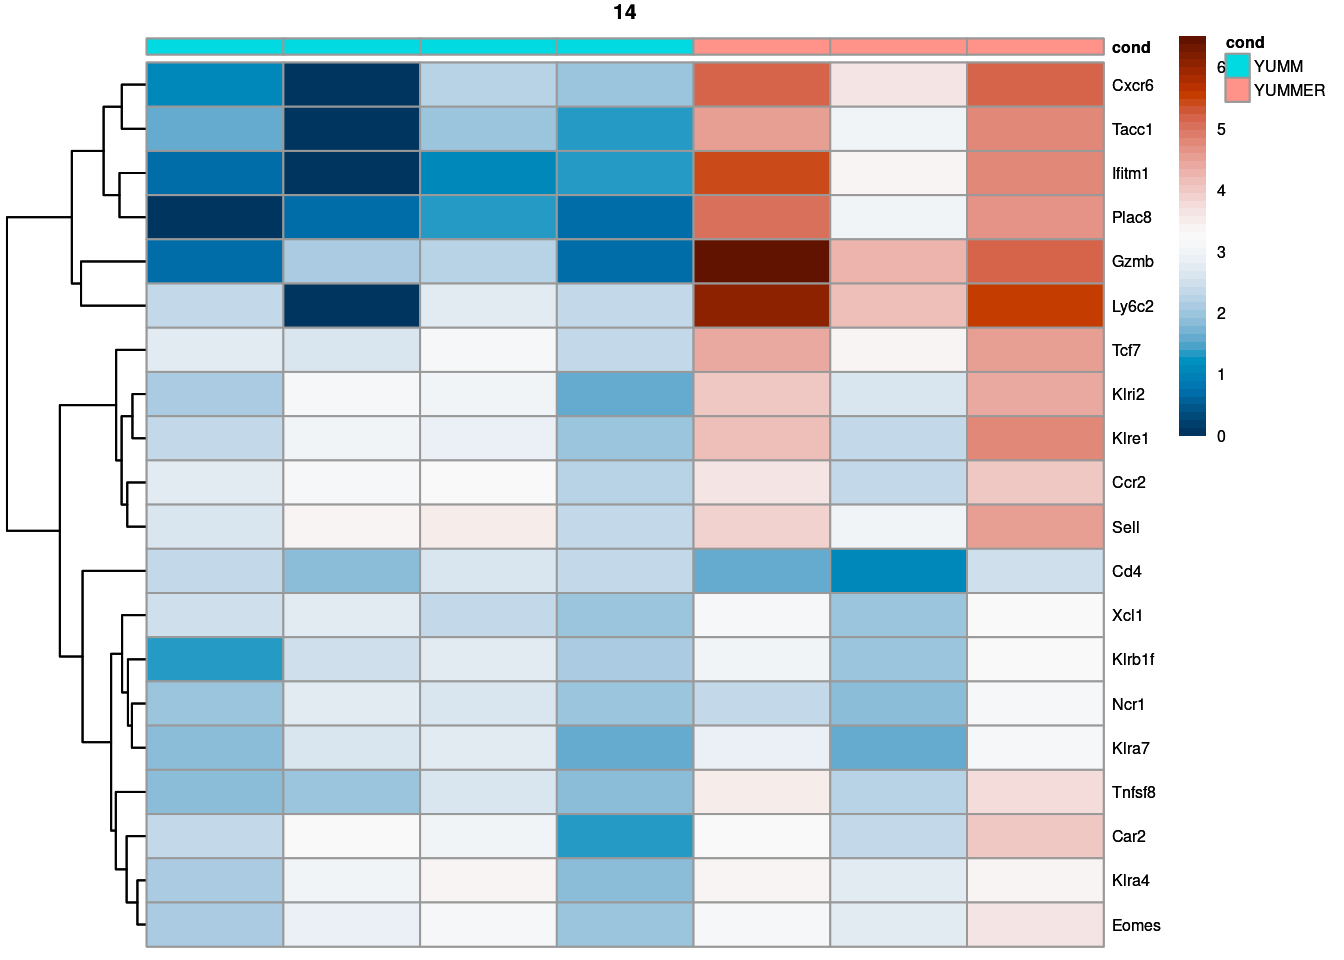 14
cond
Cxcr6
Tacc1
Ifitm1
Plac8
Gzmb
Ly6c2
Tcf7
Klri2
Klre1
Ccr2
Sell
Cd4
Xcl1
Klrb1f
Ncr1
Klra7
Tnfsf8
Car2
Klra4
Eomes
6
5
4
3
2
1
0
cond
YUMM
YUMMER